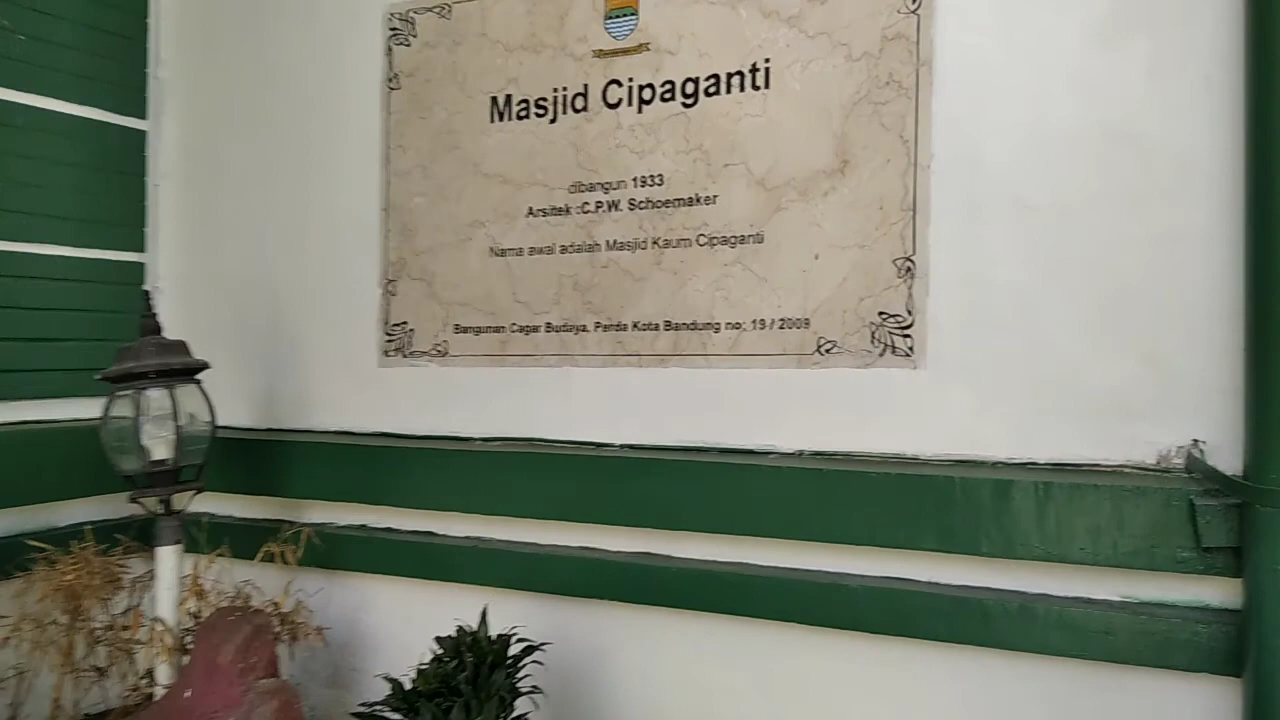 Masjid Cipaganti
dibangun 1933
Arsitek :C.P.W. Schoemaker
Nama awal adalah Masjid Kaum Cipaganti
Bangunan Cagar Budaya, Perda Kota Bandung no: 19 / 2009